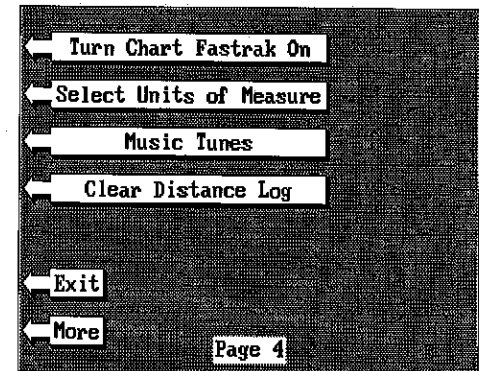 Turn Chart Fastrak On
Select Units of Measure
Music Tunes
Clear Distance Log
Exit
More
Page 4